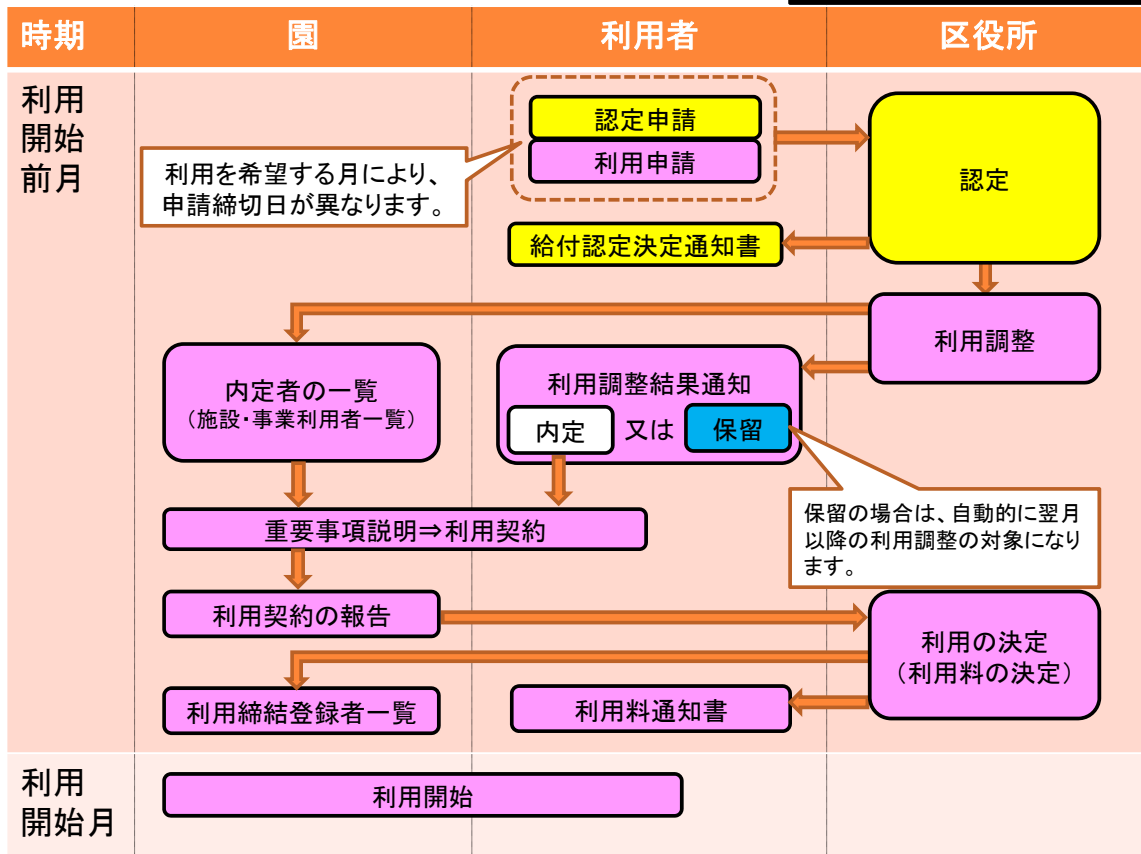 時期
園
利用者
区役所
利用
開始
前月
認定申請
利用申請
認定
利用を希望する月により、
申請締切日が異なります。
給付認定決定通知書
利用調整
内定者の一覧
（施設・事業利用者一覧）
利用調整結果通知
内定 又は 保留
保留の場合は、自動的に翌月
以降の利用調整の対象になり
ます。
重要事項説明⇒利用契約
利用契約の報告
利用の決定
（利用料の決定）
利用締結登録者一覧
利用料通知書
利用
開始月
利用開始